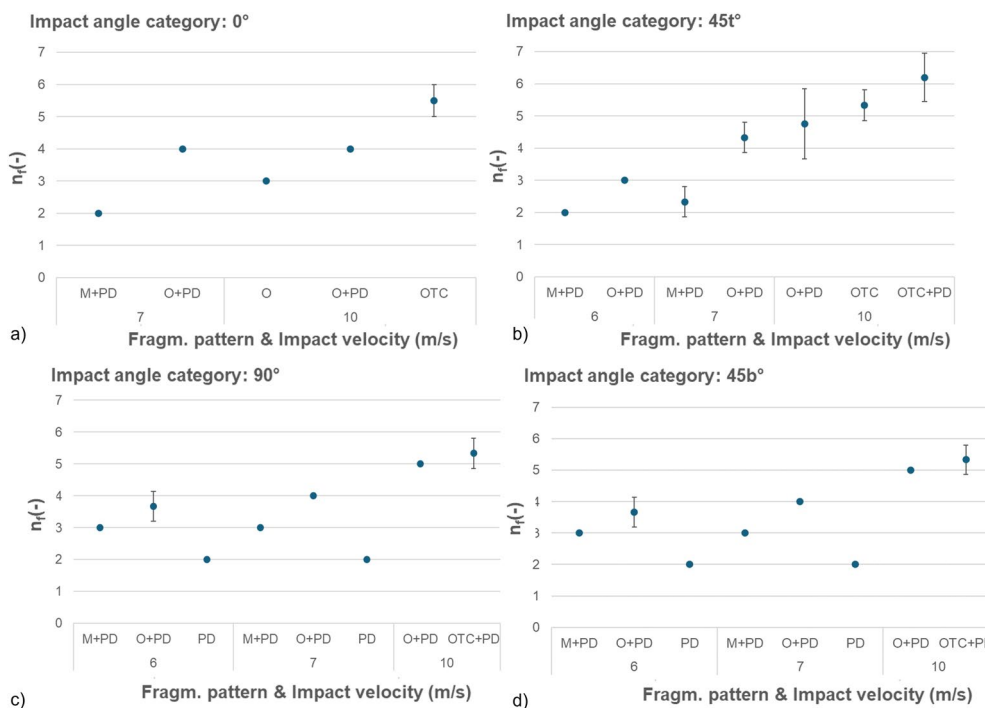 Impact angle category: 0°
7
6
5
4
3
2
1
0
n_f(-)
M+PD O+PD O O+PD OTC
7 10
a) Fragm. pattern & Impact velocity (m/s)
Impact angle category: 45t°
7
6
5
4
3
2
1
0
n_f(-)
M+PD O+PD M+PD O+PD O+PD OTC OTC+PD
6 7 10
b) Fragm. pattern & Impact velocity (m/s)
Impact angle category: 90°
7
6
5
4
3
2
1
0
n_f(-)
M+PD O+PD PD M+PD O+PD PD O+PD OTC+PD
6 7 10
c) Fragm. pattern & Impact velocity (m/s)
Impact angle category: 45b°
7
6
5
4
3
2
1
0
n_f(-)
M+PD O+PD PD M+PD O+PD PD O+PD OTC+P
6 7 10
d) Fragm. pattern & Impact velocity (m/s)